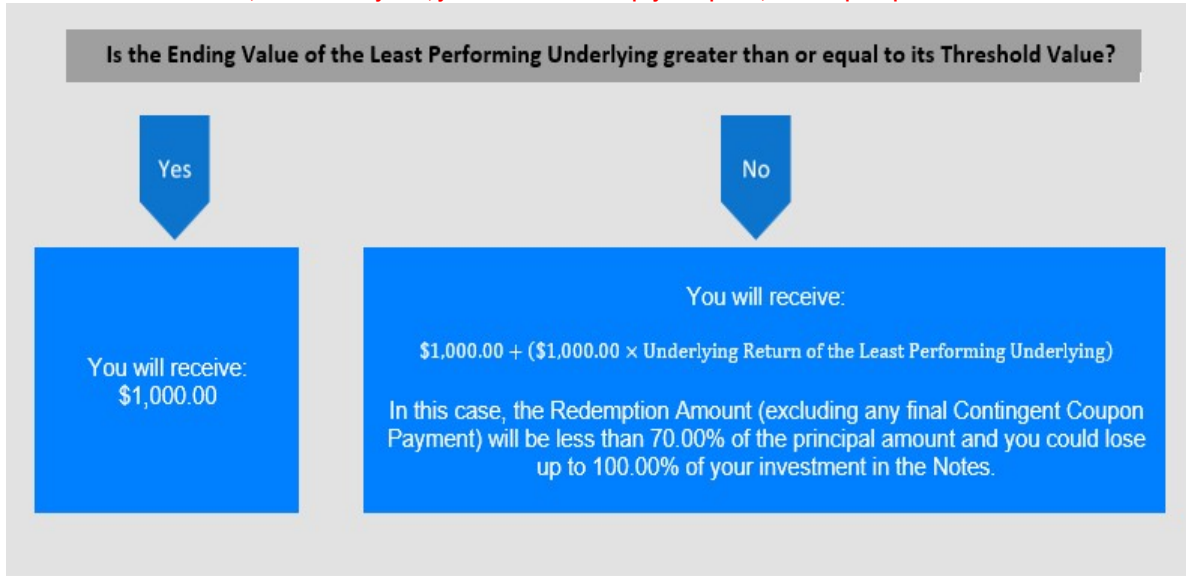 Is the Ending Value of the Least Performing Underlying greater than or equal to its Threshold Value?
Yes
No
You will receive:
$1,000.00
You will receive:
$1,000.00 + ($1,000.00 × Underlying Return of the Least Performing Underlying)
In this case, the Redemption Amount (excluding any final Contingent Coupon
Payment) will be less than 70.00% of the principal amount and you could lose
up to 100.00% of your investment in the Notes.